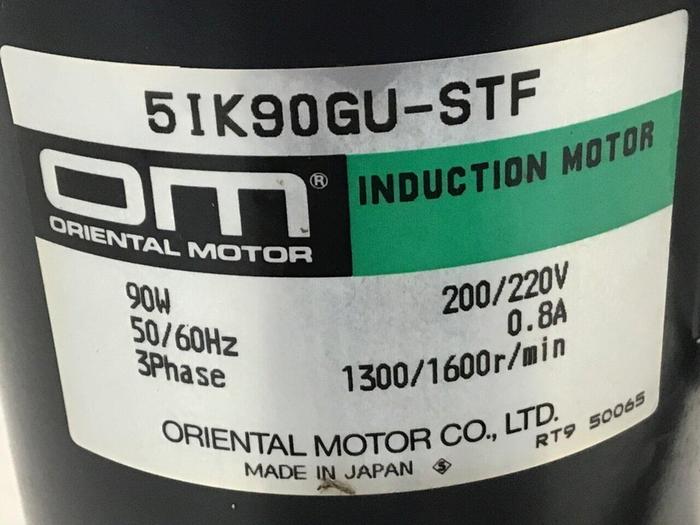 5IK90GU-STF
om®
ORIENTAL MOTOR
INDUCTION MOTOR
90W
200/220V
50/60Hz
0.8A
3Phase
1300/1600r/min
ORIENTAL MOTOR CO., LTD.
RT9 50065
MADE IN JAPAN S